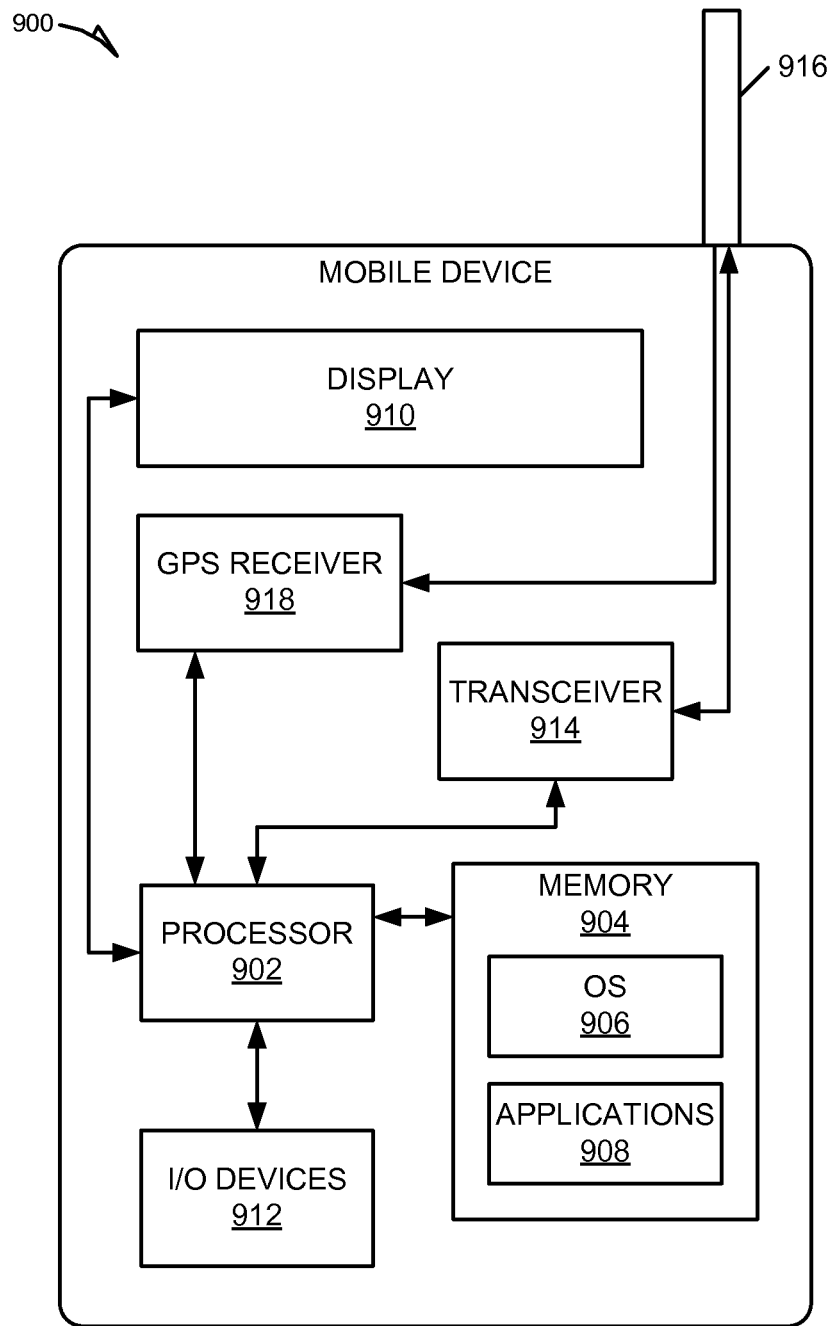 900
916
MOBILE DEVICE
DISPLAY
910
GPS RECEIVER
918
TRANSCEIVER
914
PROCESSOR
902
MEMORY
904
OS
906
APPLICATIONS
908
I/O DEVICES
912